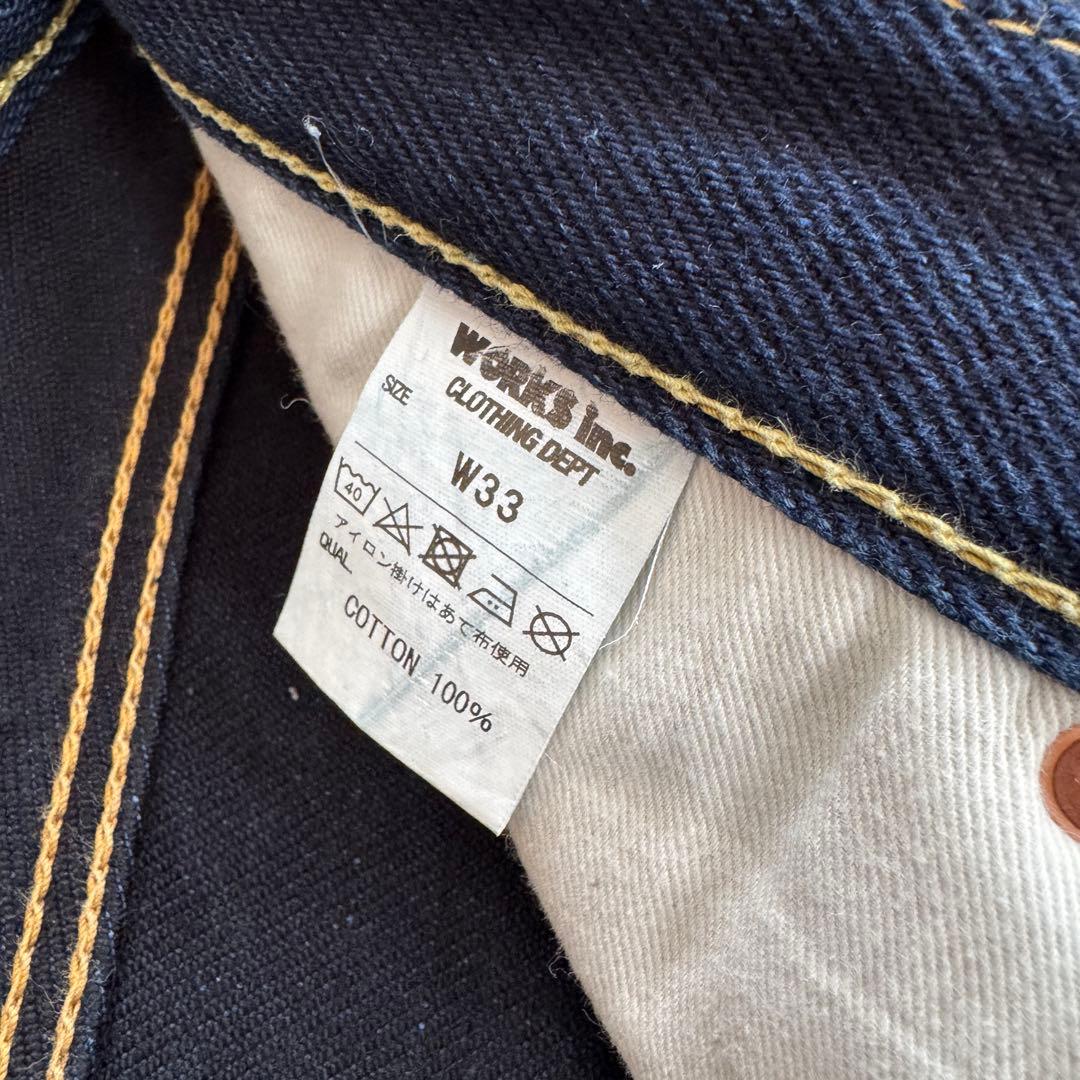 WORKS inc.
CLOTHING DEPT
SIZE
W33
40
アイロン掛けはあて布使用
QUAL
COTTON 100%